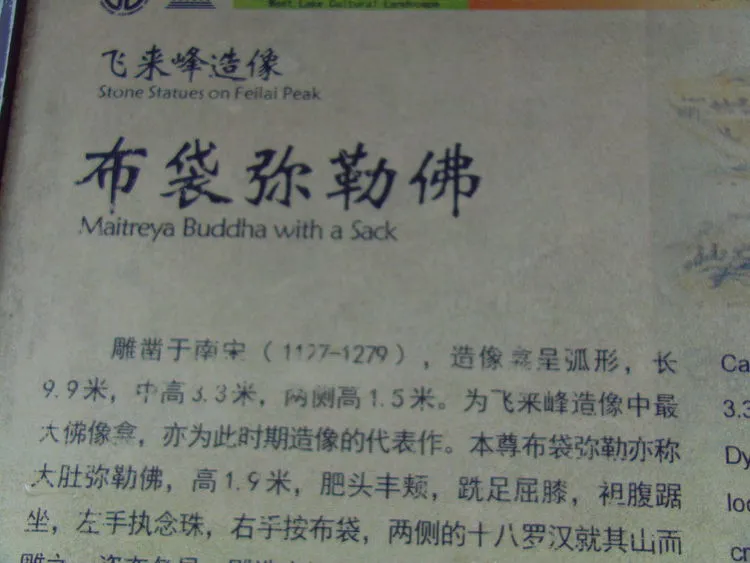 West Lake Cultural Landscape
飞来峰造像
Stone Statues on Feilai Peak
布袋弥勒佛
Maitreya Buddha with a Sack
雕凿于南宋（1127-1279），造像龛呈弧形，长
9.9米，中高3.3米，两侧高1.5米。为飞来峰造像中最
大佛像龛，亦为此时期造像的代表作。本尊布袋弥勒亦称
大肚弥勒佛，高1.9米，肥头丰颊，跣足屈膝，袒腹踞
坐，左手执念珠，右手按布袋，两侧的十八罗汉就其山而
Ca
3.3
Dy
loc
cr